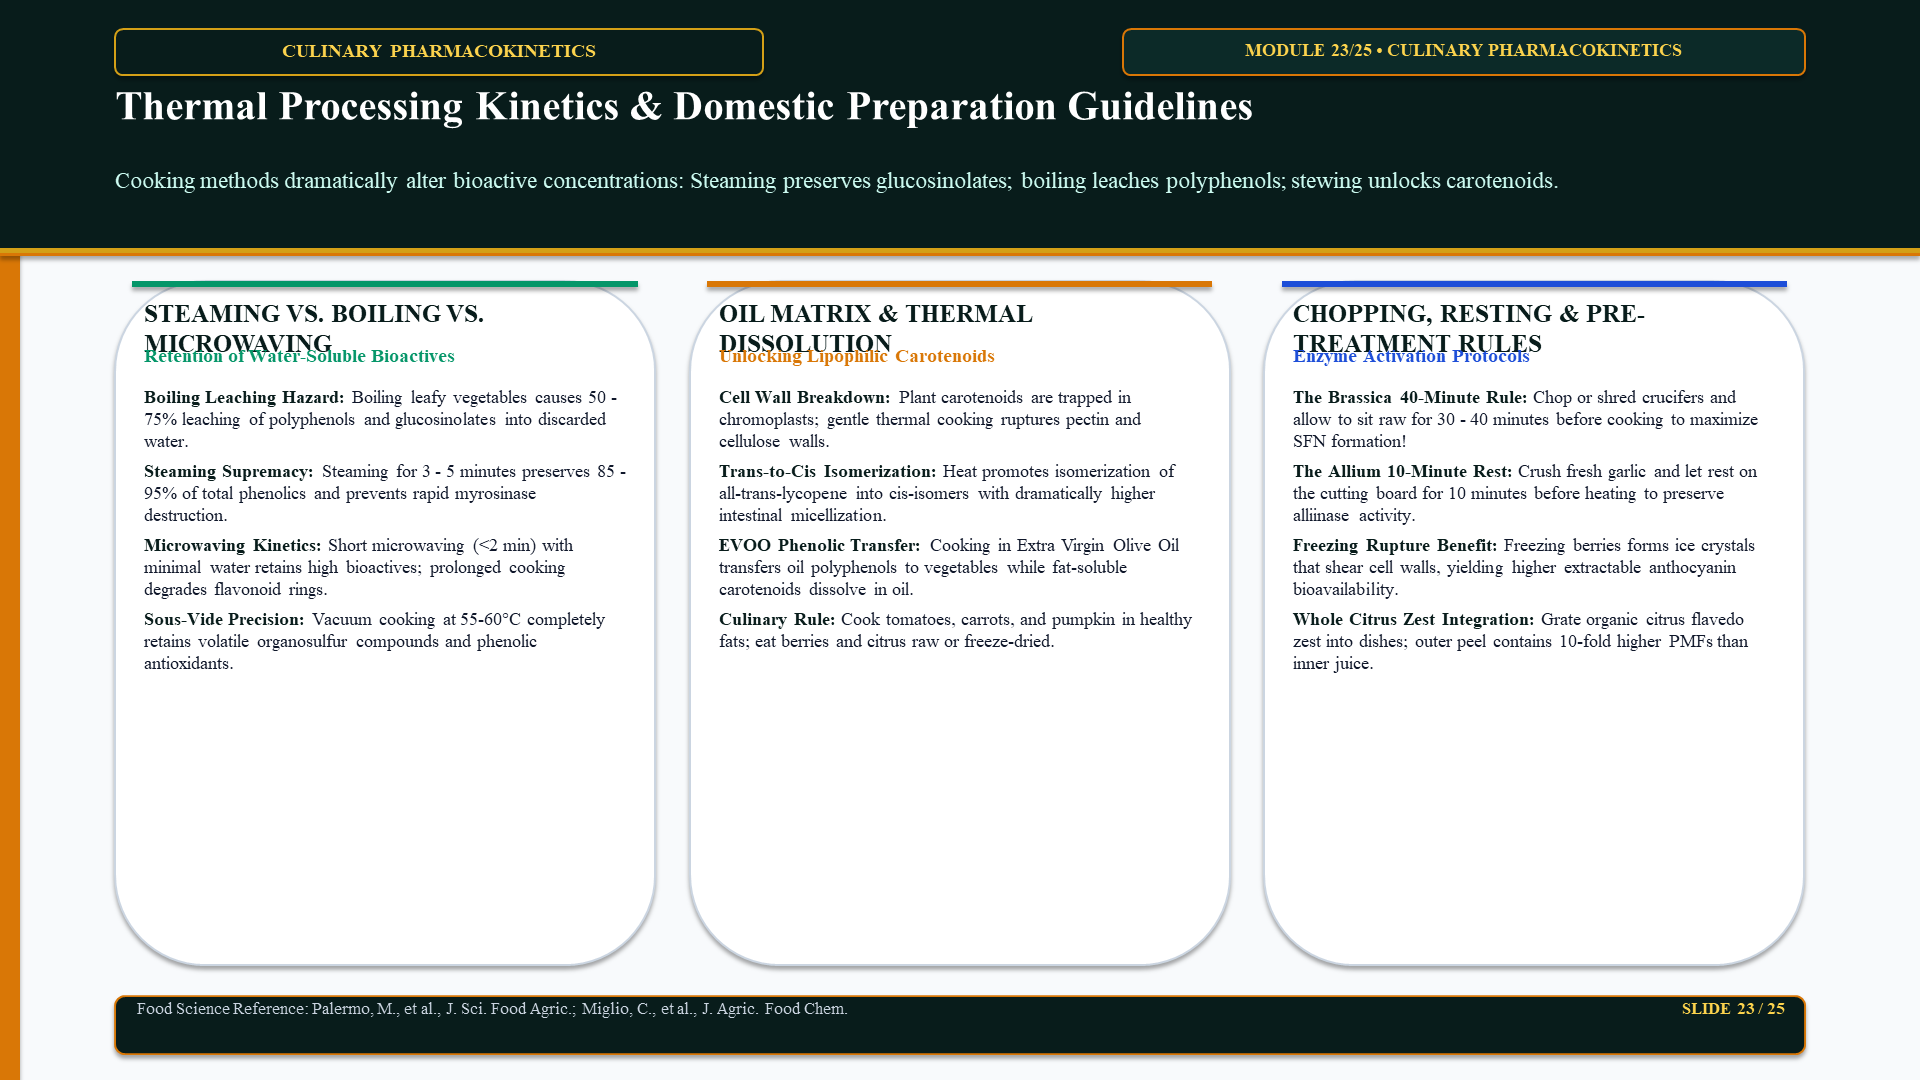 CULINARY PHARMACOKINETICS
MODULE 23/25 • CULINARY PHARMACOKINETICS
Thermal Processing Kinetics & Domestic Preparation Guidelines
Cooking methods dramatically alter bioactive concentrations: Steaming preserves glucosinolates; boiling leaches polyphenols; stewing unlocks carotenoids.
STEAMING VS. BOILING VS.
MICROWAVING
Retention of Water-Soluble Bioactives
Boiling Leaching Hazard: Boiling leafy vegetables causes 50 -
75% leaching of polyphenols and glucosinolates into discarded
water.
Steaming Supremacy: Steaming for 3 - 5 minutes preserves 85 -
95% of total phenolics and prevents rapid myrosinase
destruction.
Microwaving Kinetics: Short microwaving (<2 min) with
minimal water retains high bioactives; prolonged cooking
degrades flavonoid rings.
Sous-Vide Precision: Vacuum cooking at 55-60°C completely
retains volatile organosulfur compounds and phenolic
antioxidants.
OIL MATRIX & THERMAL
DISSOLUTION
Unlocking Lipophilic Carotenoids
Cell Wall Breakdown: Plant carotenoids are trapped in
chromoplasts; gentle thermal cooking ruptures pectin and
cellulose walls.
Trans-to-Cis Isomerization: Heat promotes isomerization of
all-trans-lycopene into cis-isomers with dramatically higher
intestinal micellization.
EVOO Phenolic Transfer: Cooking in Extra Virgin Olive Oil
transfers oil polyphenols to vegetables while fat-soluble
carotenoids dissolve in oil.
Culinary Rule: Cook tomatoes, carrots, and pumpkin in healthy
fats; eat berries and citrus raw or freeze-dried.
CHOPPING, RESTING & PRE-
TREATMENT RULES
Enzyme Activation Protocols
The Brassica 40-Minute Rule: Chop or shred crucifers and
allow to sit raw for 30 - 40 minutes before cooking to maximize
SFN formation!
The Allium 10-Minute Rest: Crush fresh garlic and let rest on
the cutting board for 10 minutes before heating to preserve
alliinase activity.
Freezing Rupture Benefit: Freezing berries forms ice crystals
that shear cell walls, yielding higher extractable anthocyanin
bioavailability.
Whole Citrus Zest Integration: Grate organic citrus flavedo
zest into dishes; outer peel contains 10-fold higher PMFs than
inner juice.
Food Science Reference: Palermo, M., et al., J. Sci. Food Agric.; Miglio, C., et al., J. Agric. Food Chem.
SLIDE 23 / 25